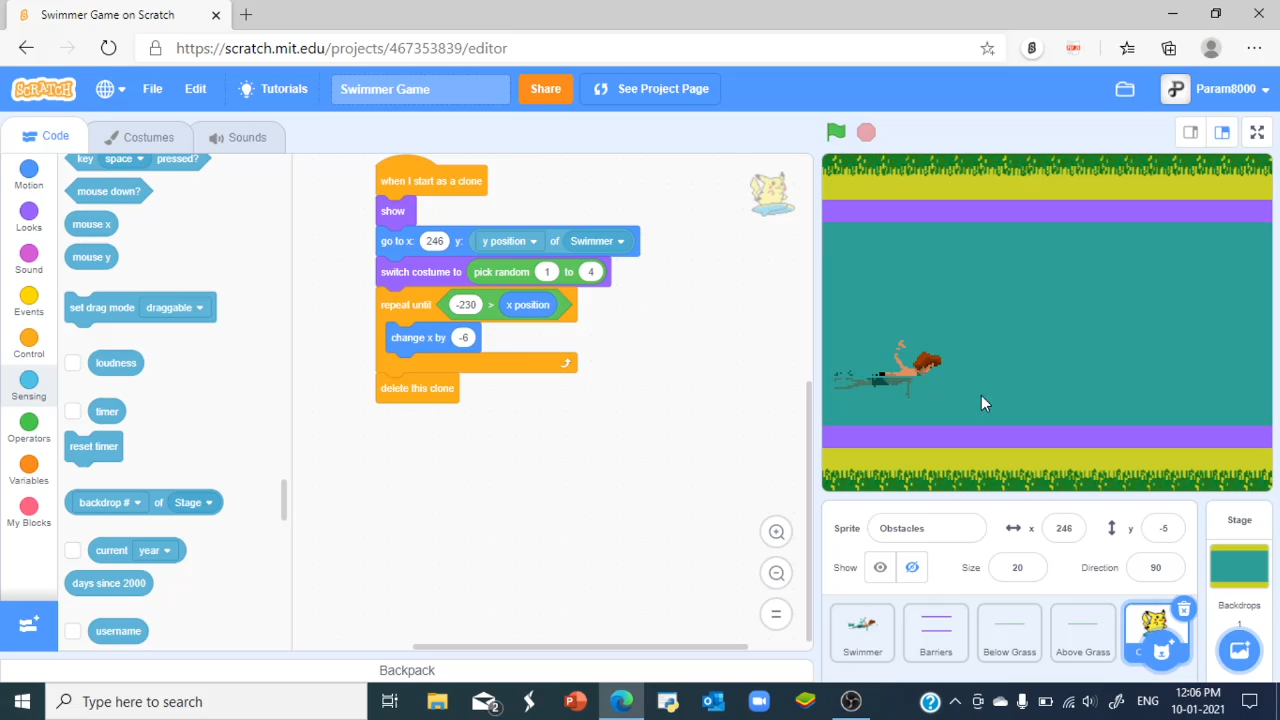 Swimmer Game on Scratch
https://scratch.mit.edu/projects/467353839/editor
SCRATCH
File
Edit
Tutorials
Swimmer Game
Share
See Project Page
Param8000
Code
Costumes
Sounds
Motion
Looks
Sound
Events
Control
Sensing
Operators
Variables
My Blocks
key space pressed?
mouse down?
mouse x
mouse y
set drag mode draggable
loudness
timer
reset timer
backdrop # of Stage
current year
days since 2000
username
when I start as a clone
show
go to x: 246 y: y position of Swimmer
switch costume to pick random 1 to 4
repeat until -230 > x position
change x by -6
delete this clone
Backpack
Sprite Obstacles x 246 y -5
Show Size 20 Direction 90
Swimmer
Barriers
Below Grass
Above Grass
Stage
Backdrops
1
Type here to search
2
ENG
12:06 PM
10-01-2021